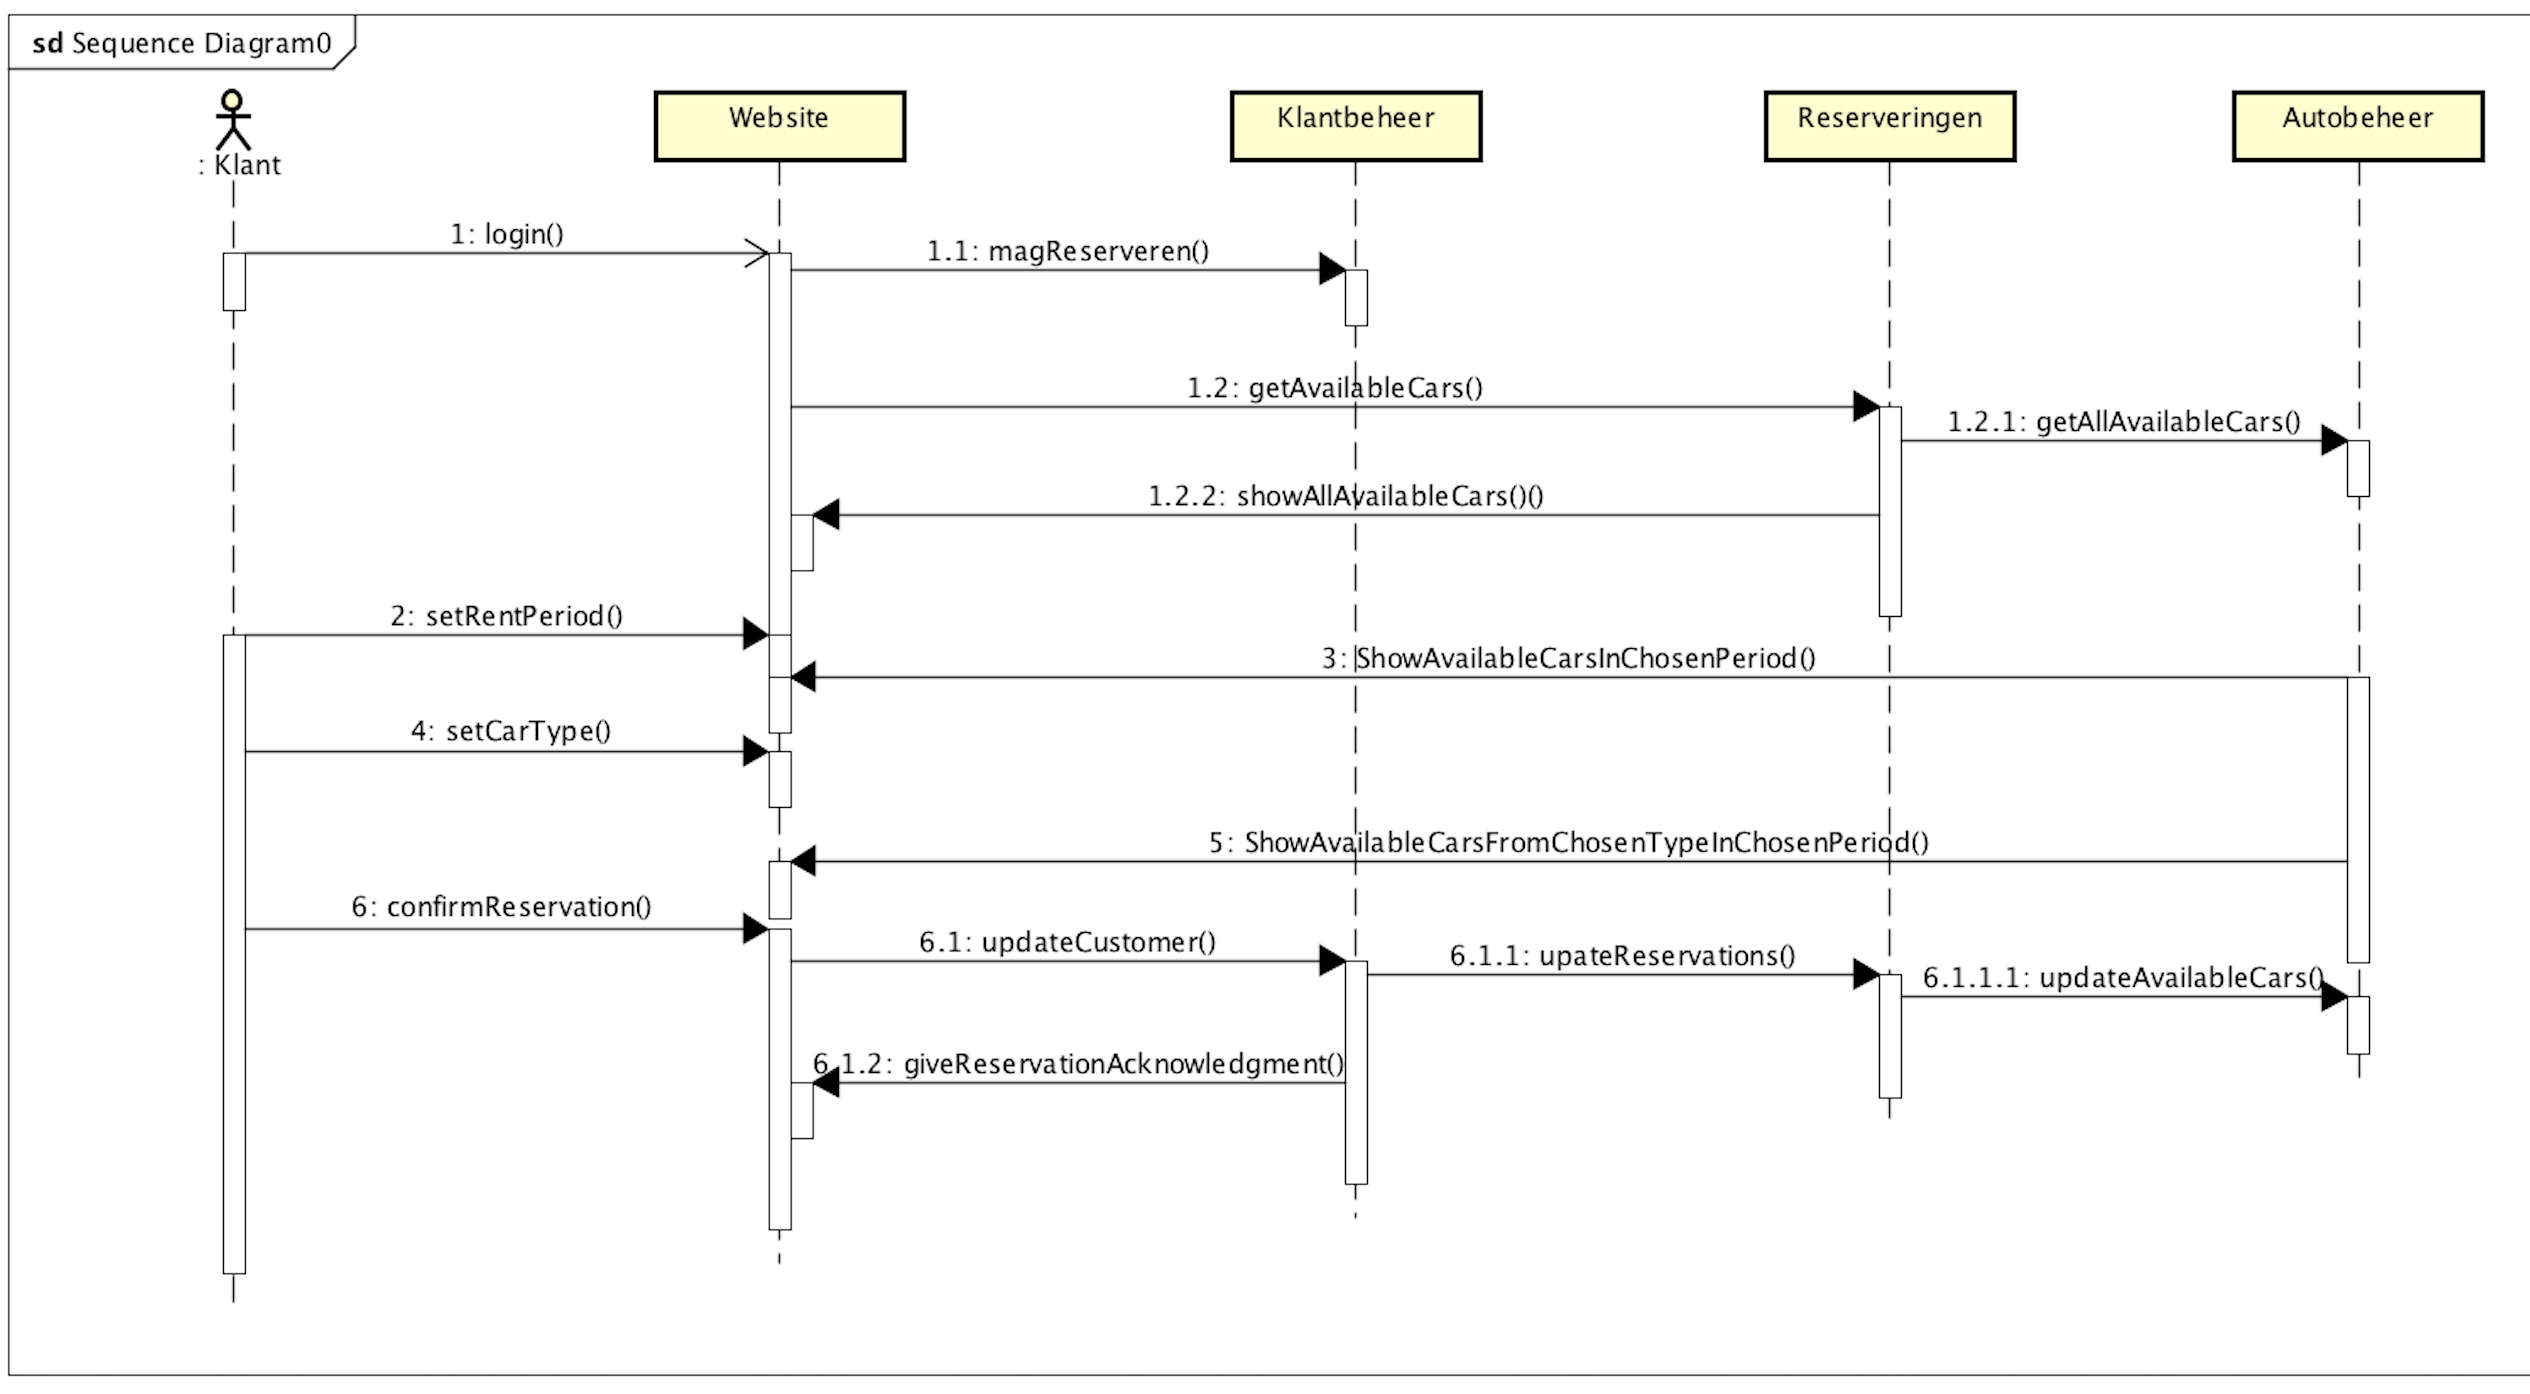 sd Sequence Diagram0
: Klant
Website
Klantbeheer
Reserveringen
Autobeheer
1: login()
1.1: magReserveren()
1.2: getAvailableCars()
1.2.1: getAllAvailableCars()
1.2.2: showAllAvailableCars()()
2: setRentPeriod()
3: ShowAvailableCarsInChosenPeriod()
4: setCarType()
5: ShowAvailableCarsFromChosenTypeInChosenPeriod()
6: confirmReservation()
6.1: updateCustomer()
6.1.1: upateReservations()
6.1.1.1: updateAvailableCars()
6.1.2: giveReservationAcknowledgment()